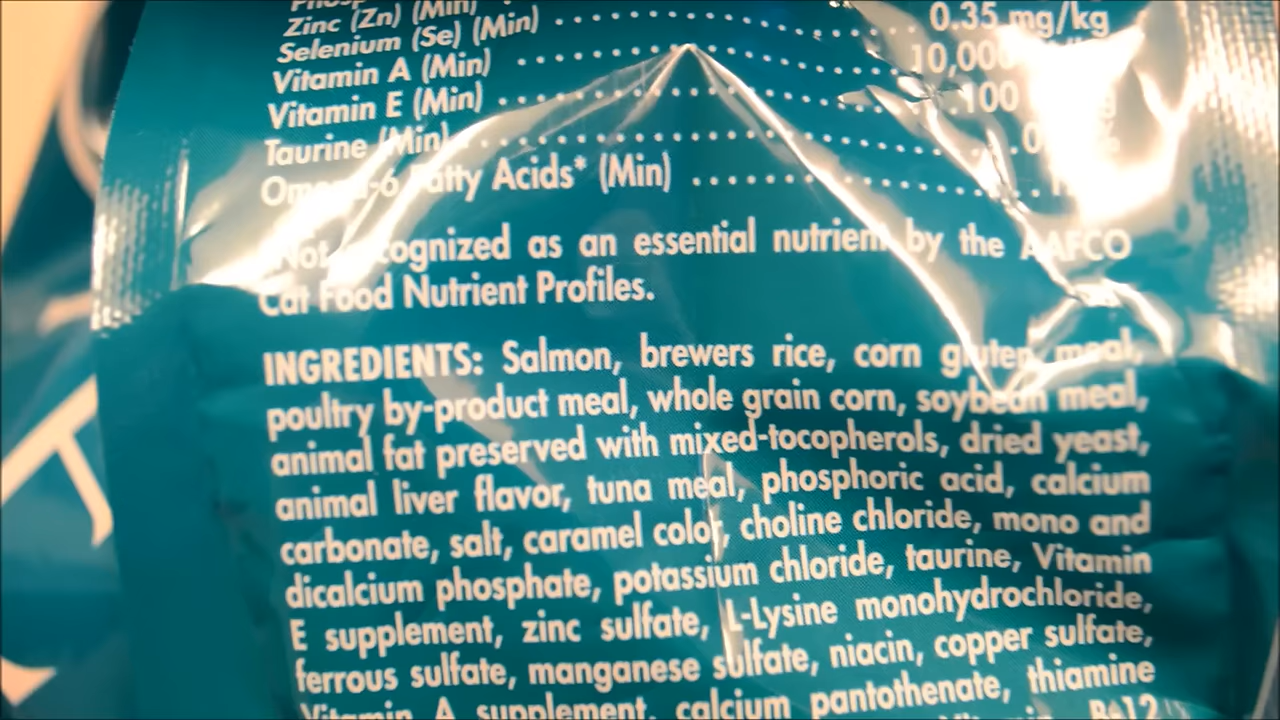 Zinc (Zn) (Min) 0.35 mg/kg
Selenium (Se) (Min) 10,000
Vitamin A (Min) 100
Vitamin E (Min)
Taurine (Min)
Omega-6 Fatty Acids* (Min)
Not recognized as an essential nutrient by the AAFCO
Cat Food Nutrient Profiles.
INGREDIENTS: Salmon, brewers rice, corn gluten meal,
poultry by-product meal, whole grain corn, soybean meal,
animal fat preserved with mixed-tocopherols, dried yeast,
animal liver flavor, tuna meal, phosphoric acid, calcium
carbonate, salt, caramel color, choline chloride, mono and
dicalcium phosphate, potassium chloride, taurine, Vitamin
E supplement, zinc sulfate, L-Lysine monohydrochloride,
ferrous sulfate, manganese sulfate, niacin, copper sulfate,
Vitamin A supplement, calcium pantothenate, thiamine
B-12